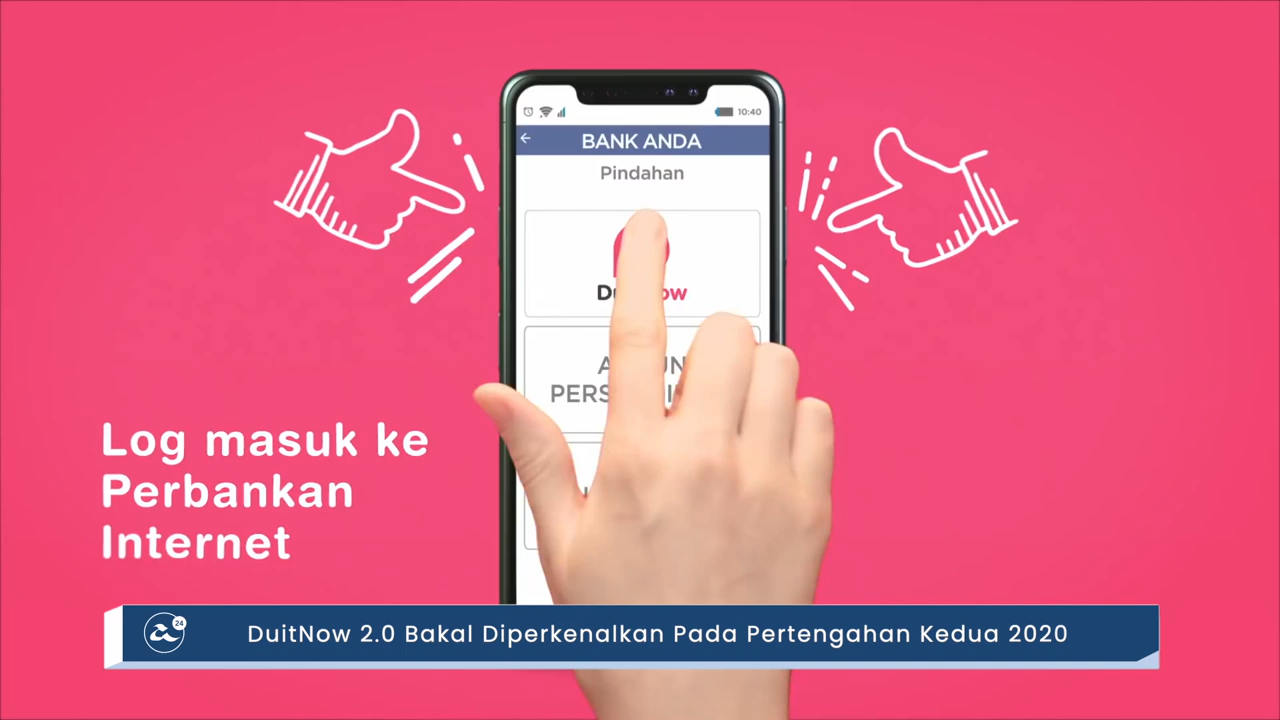 10:40
BANK ANDA
Pindahan
Log masuk ke
Perbankan
Internet
24
DuitNow 2.0 Bakal Diperkenalkan Pada Pertengahan Kedua 2020